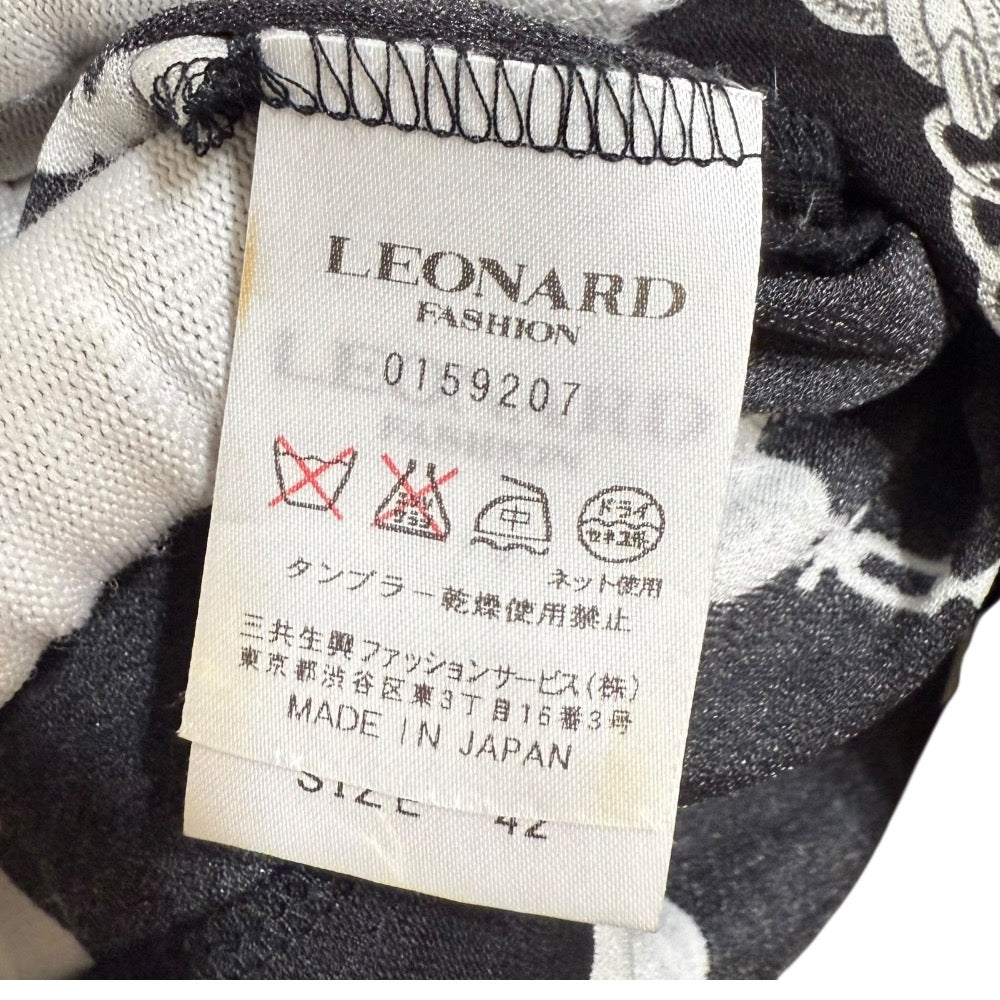 LEONARD
FASHION
0159207
中
ドライ
セキユ系
ネット使用
タンブラー乾燥使用禁止
三共生興ファッションサービス(株)
東京都渋谷区東3丁目16番3号
MADE IN JAPAN
SIZE 42